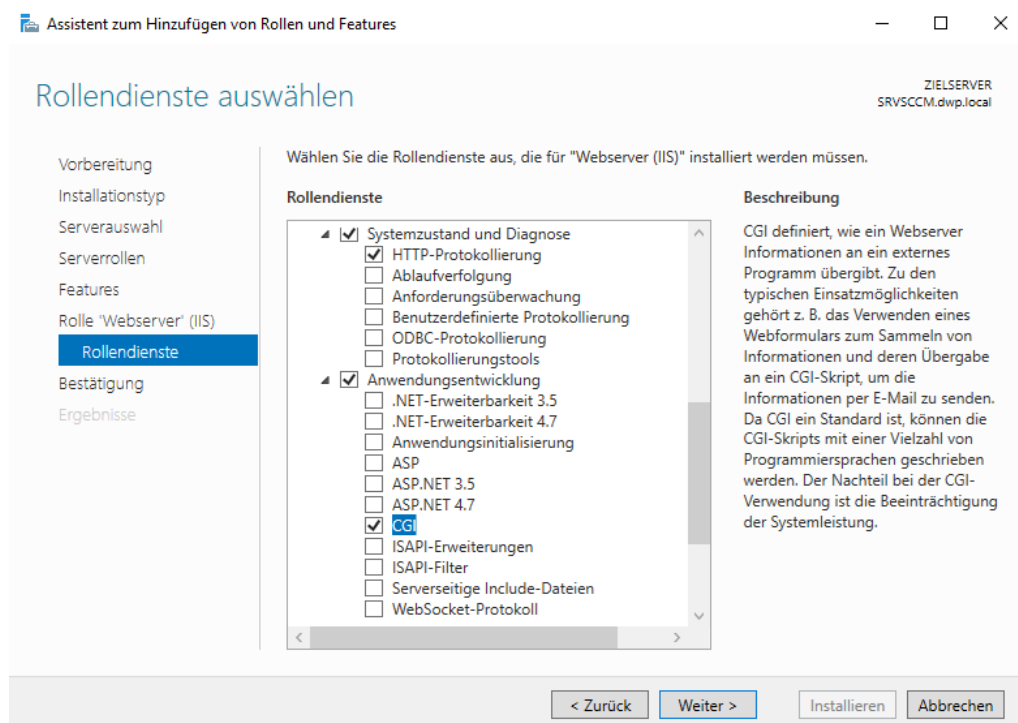 Assistent zum Hinzufügen von Rollen und Features
Rollendienste auswählen
ZIELSERVER
SRVSCCM.dwp.local
Vorbereitung
Installationstyp
Serverauswahl
Serverrollen
Features
Rolle 'Webserver' (IIS)
Rollendienste
Bestätigung
Ergebnisse
Wählen Sie die Rollendienste aus, die für "Webserver (IIS)" installiert werden müssen.
Rollendienste
Systemzustand und Diagnose
HTTP-Protokollierung
Ablaufverfolgung
Anforderungsüberwachung
Benutzerdefinierte Protokollierung
ODBC-Protokollierung
Protokollierungstools
Anwendungsentwicklung
.NET-Erweiterbarkeit 3.5
.NET-Erweiterbarkeit 4.7
Anwendungsinitialisierung
ASP
ASP.NET 3.5
ASP.NET 4.7
CGI
ISAPI-Erweiterungen
ISAPI-Filter
Serverseitige Include-Dateien
WebSocket-Protokoll
Beschreibung
CGI definiert, wie ein Webserver
Informationen an ein externes
Programm übergibt. Zu den
typischen Einsatzmöglichkeiten
gehört z. B. das Verwenden eines
Webformulars zum Sammeln von
Informationen und deren Übergabe
an ein CGI-Skript, um die
Informationen per E-Mail zu senden.
Da CGI ein Standard ist, können die
CGI-Skripts mit einer Vielzahl von
Programmiersprachen geschrieben
werden. Der Nachteil bei der CGI-
Verwendung ist die Beeinträchtigung
der Systemleistung.
< Zurück
Weiter >
Installieren
Abbrechen